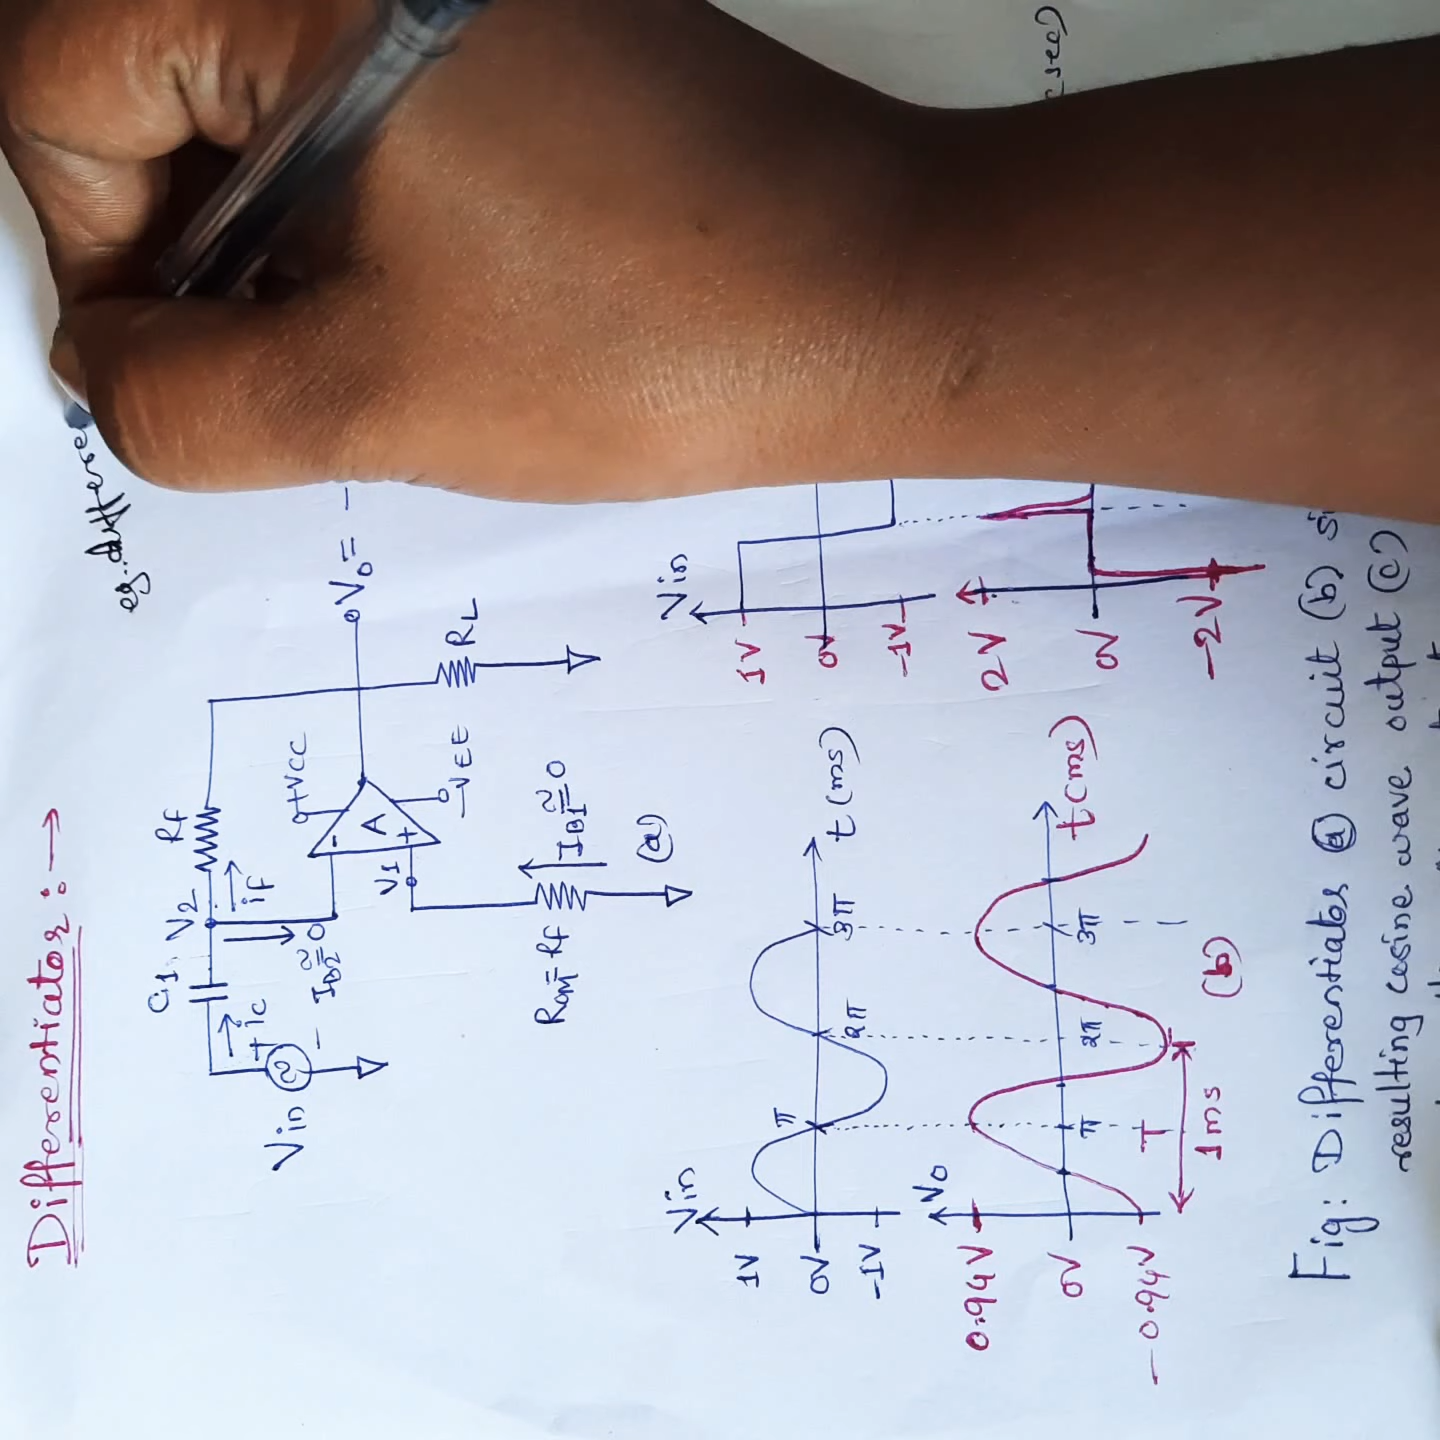 Differentiator :→
eg. differe
C1
V2
Rf
if
+ ic
-
Vin
IB2 ≅ 0
+VCC
- A +
V1
-VEE
Vo = -
RL
ROM = Rf
IB1 ≅ 0
(a)
Vin
1V
0V
-1V
π
2π
3π
t (ms)
Vo
0.94V
0V
-0.94V
π
2π
3π
t (ms)
T
1ms
(b)
Vin
1V
0V
-1V
2V
0V
-2V
sec)
Fig: Differentiator (a) circuit (b) si
resulting cosine wave output (c)